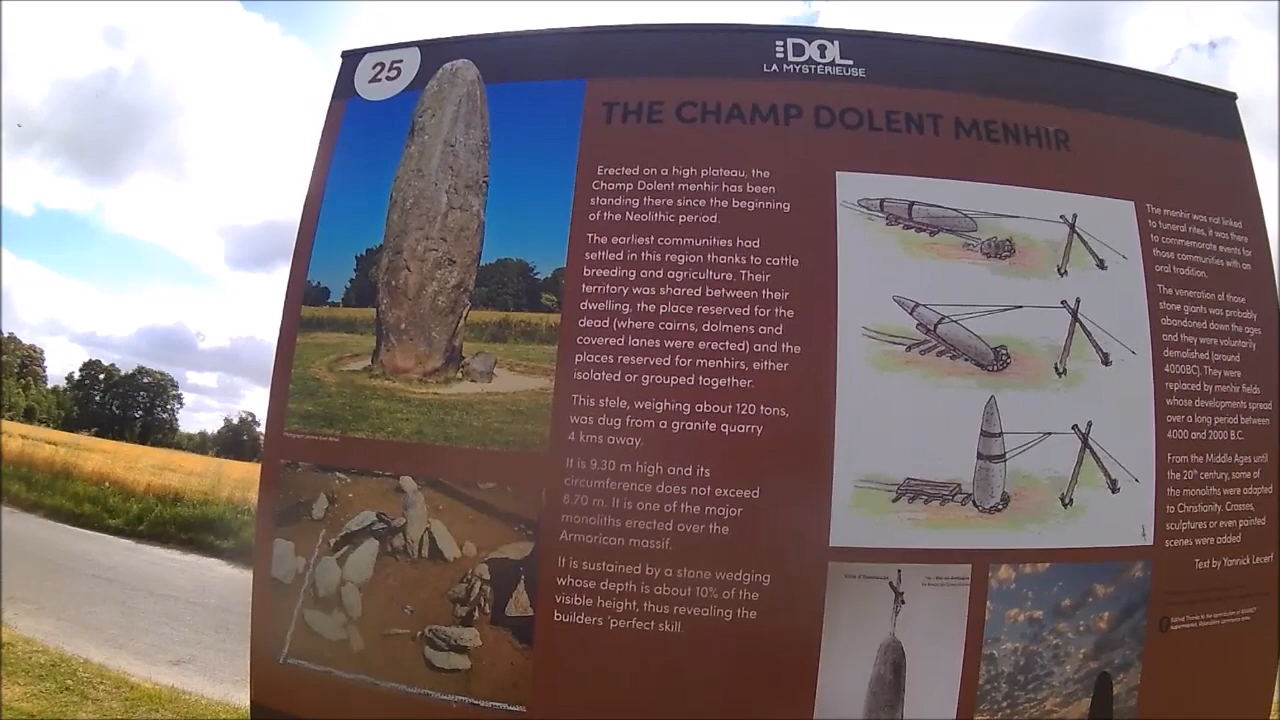 25
DOL
LA MYSTÉRIEUSE
THE CHAMP DOLENT MENHIR
Erected on a high plateau, the
Champ Dolent menhir has been
standing there since the beginning
of the Neolithic period.
The earliest communities had
settled in this region thanks to cattle
breeding and agriculture. Their
territory was shared between their
dwelling, the place reserved for the
dead (where cairns, dolmens and
covered lanes were erected) and the
places reserved for menhirs, either
isolated or grouped together.
This stele, weighing about 120 tons,
was dug from a granite quarry
4 kms away.
It is 9.30 m high and its
circumference does not exceed
8.70 m. It is one of the major
monoliths erected over the
Armorican massif.
It is sustained by a stone wedging
whose depth is about 10% of the
visible height, thus revealing the
builders 'perfect skill.
The menhir was not linked
to funeral rites, it was there
to commemorate events for
those communities with an
oral tradition.
The veneration of those
stone giants was probably
abandoned down the ages
and they were voluntarily
demolished (around
4000BC). They were
replaced by menhir fields
whose developments spread
over a long period between
4000 and 2000 B.C.
From the Middle Ages until
the 20th century, some of
the monoliths were adapted
to Christianity. Crosses,
sculptures or even painted
scenes were added
Text by Yannick Lecerf